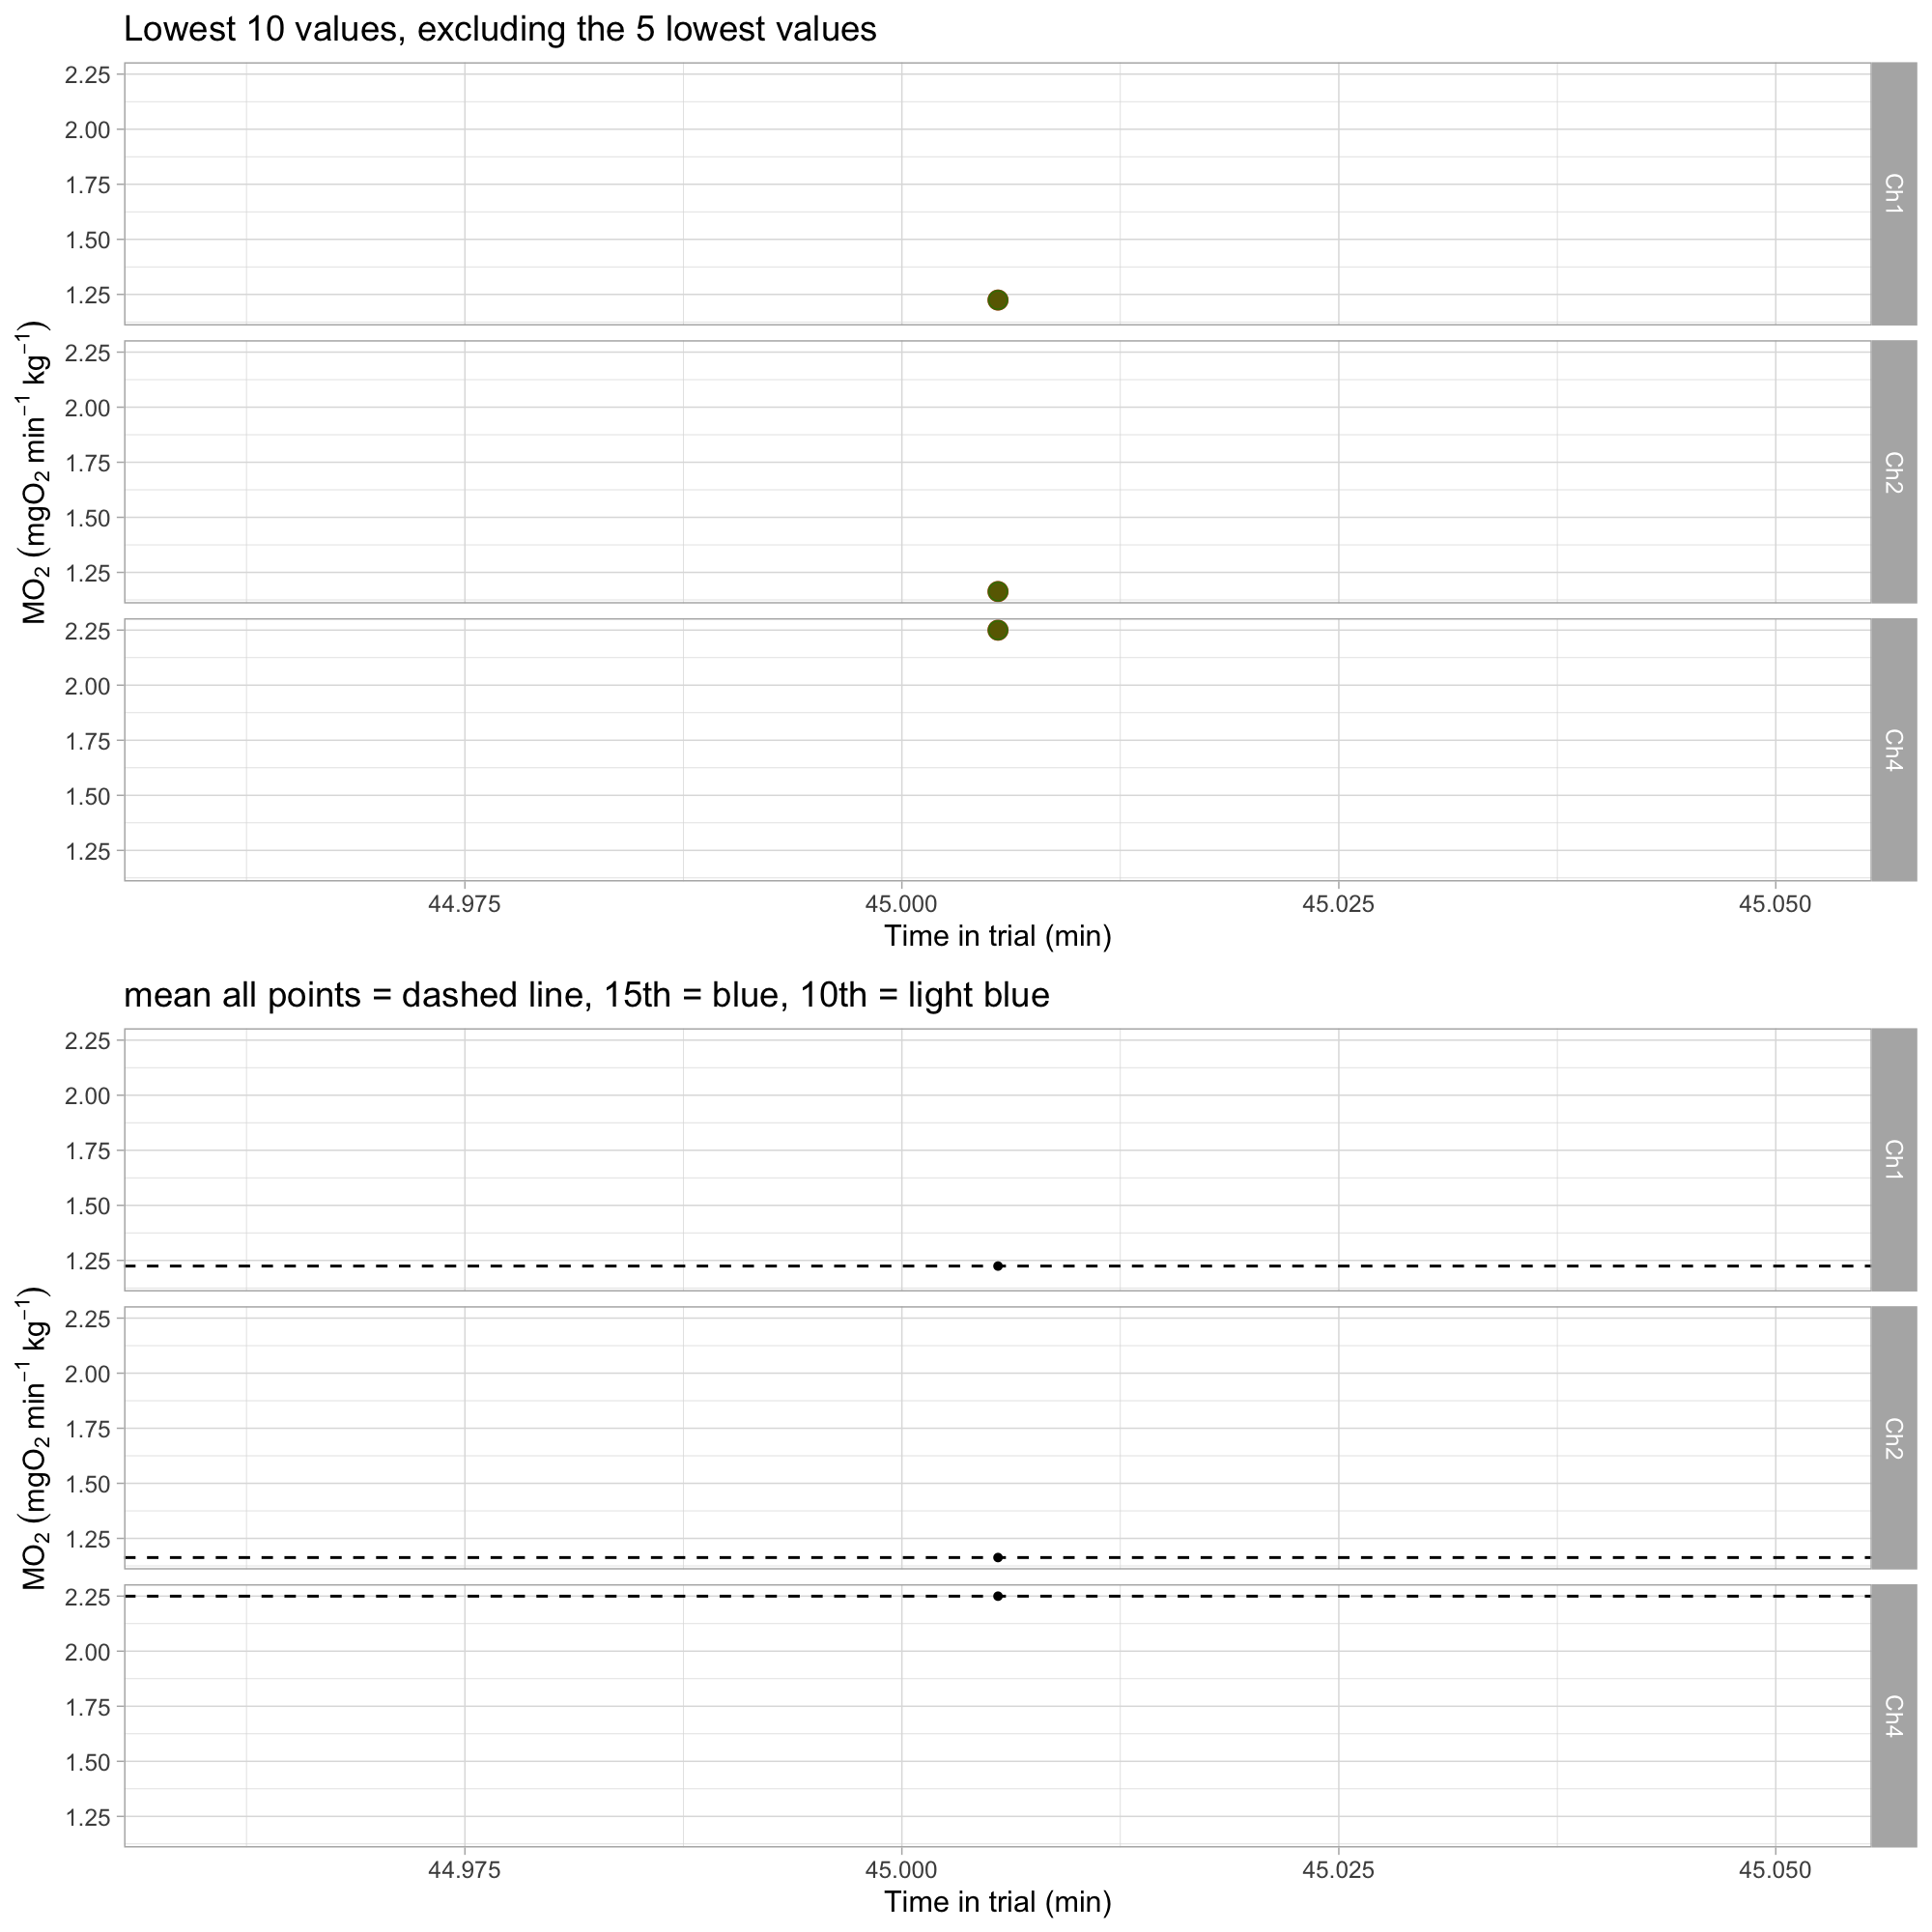 Lowest 10 values, excluding the 5 lowest values
2.25
2.00
1.75
1.50
1.25
Ch1
2.25
2.00
1.75
1.50
1.25
Ch2
2.25
2.00
1.75
1.50
1.25
Ch4
MO₂ (mgO₂ min⁻¹ kg⁻¹)
44.975 45.000 45.025 45.050
Time in trial (min)
mean all points = dashed line, 15th = blue, 10th = light blue
2.25
2.00
1.75
1.50
1.25
Ch1
2.25
2.00
1.75
1.50
1.25
Ch2
2.25
2.00
1.75
1.50
1.25
Ch4
MO₂ (mgO₂ min⁻¹ kg⁻¹)
44.975 45.000 45.025 45.050
Time in trial (min)